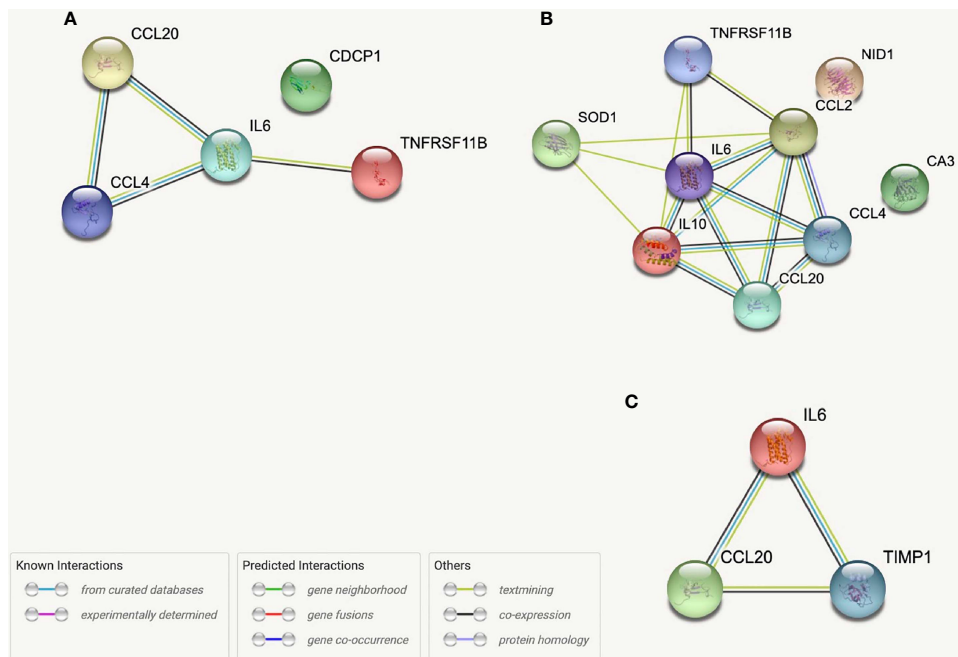 A
CCL20
CDCP1
IL6
TNFRSF11B
CCL4
B
TNFRSF11B
NID1
CCL2
SOD1
IL6
CA3
CCL4
IL10
CCL20
C
IL6
CCL20
TIMP1
Known Interactions
from curated databases
experimentally determined
Predicted Interactions
gene neighborhood
gene fusions
gene co-occurrence
Others
textmining
co-expression
protein homology